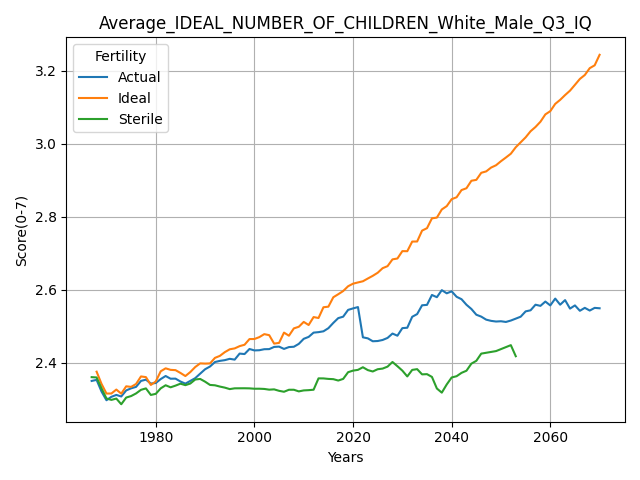 Average_IDEAL_NUMBER_OF_CHILDREN_White_Male_Q3_IQ
Fertility
Actual
Ideal
Sterile
Score(0-7)
3.2
3.0
2.8
2.6
2.4
1980
2000
2020
2040
2060
Years